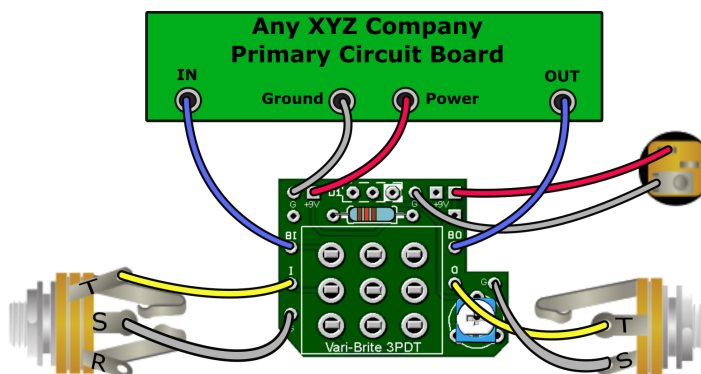 Any XYZ Company
Primary Circuit Board
IN
OUT
Ground
Power
G
+9V
D1
G
+9V
BI
BO
I
O
G
G
T
S
R
T
S
Vari-Brite 3PDT